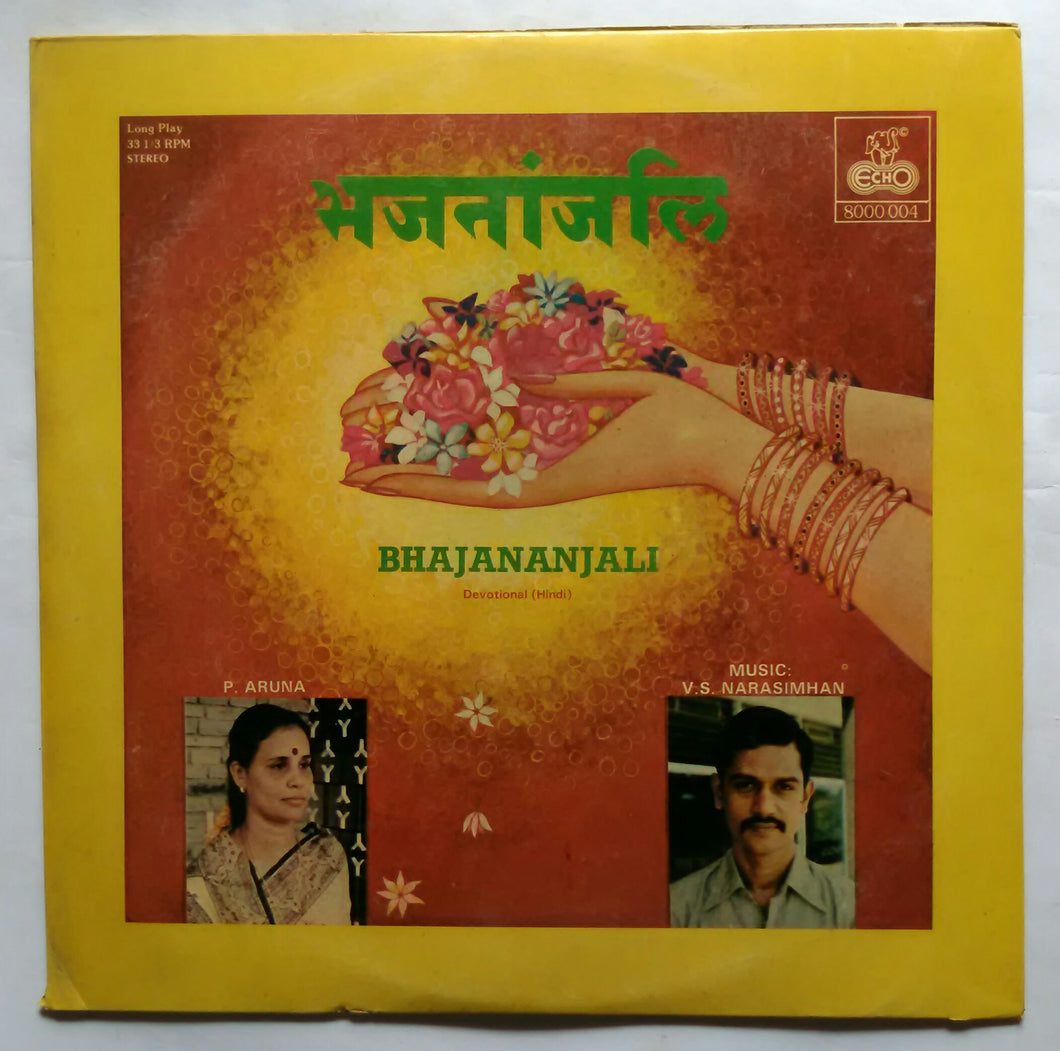 Long Play
33 1/3 RPM
STEREO
ECHO
8000 004
भजनांजलि
BHAJANANJALI
Devotional (Hindi)
P. ARUNA
MUSIC:
V.S. NARASIMHAN